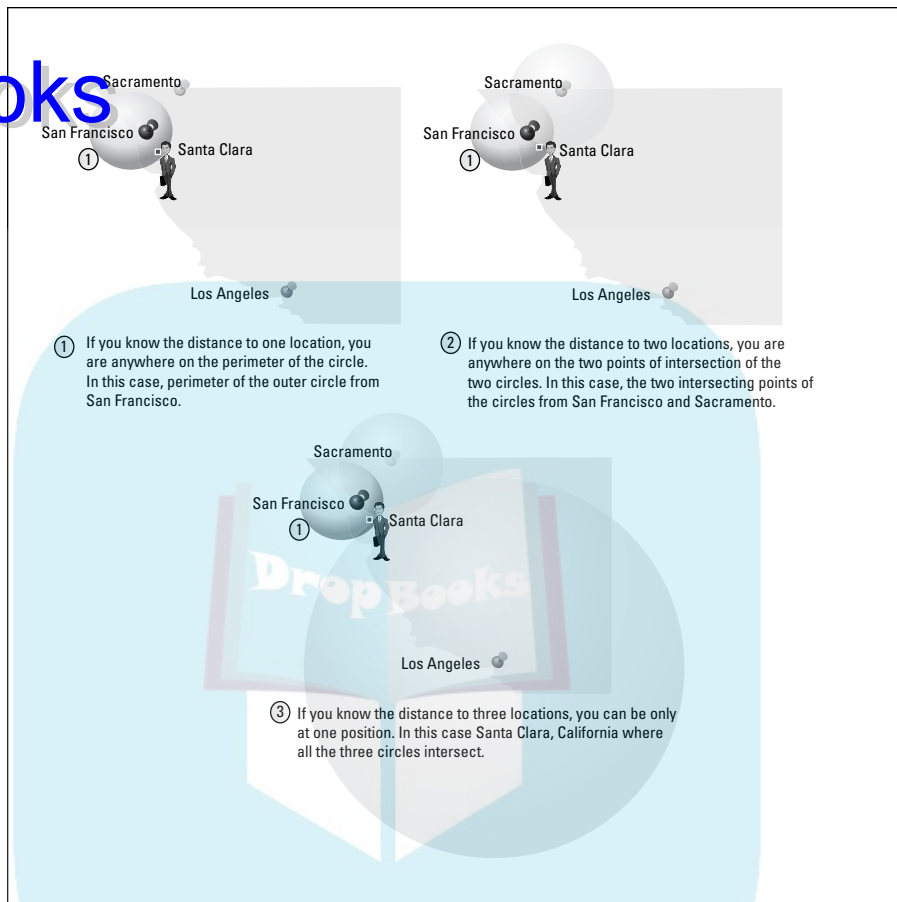 oks
Sacramento
San Francisco
1
Santa Clara
Los Angeles
1 If you know the distance to one location, you
are anywhere on the perimeter of the circle.
In this case, perimeter of the outer circle from
San Francisco.
Sacramento
San Francisco
1
Santa Clara
Los Angeles
2 If you know the distance to two locations, you are
anywhere on the two points of intersection of the
two circles. In this case, the two intersecting points of
the circles from San Francisco and Sacramento.
Sacramento
San Francisco
1
Santa Clara
DropBooks
Los Angeles
3 If you know the distance to three locations, you can be only
at one position. In this case Santa Clara, California where
all the three circles intersect.